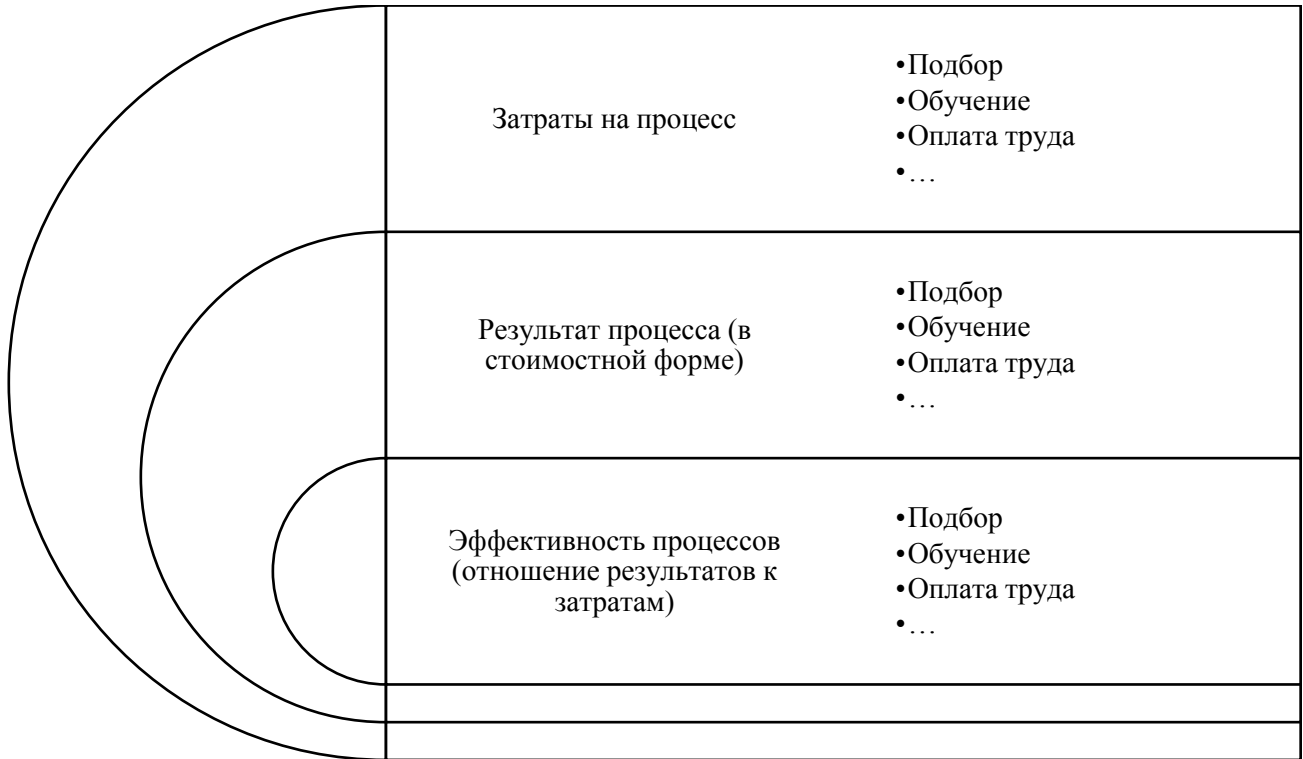 Затраты на процесс
•Подбор
•Обучение
•Оплата труда
•…
Результат процесса (в
стоимостной форме)
•Подбор
•Обучение
•Оплата труда
•…
Эффективность процессов
(отношение результатов к
затратам)
•Подбор
•Обучение
•Оплата труда
•…